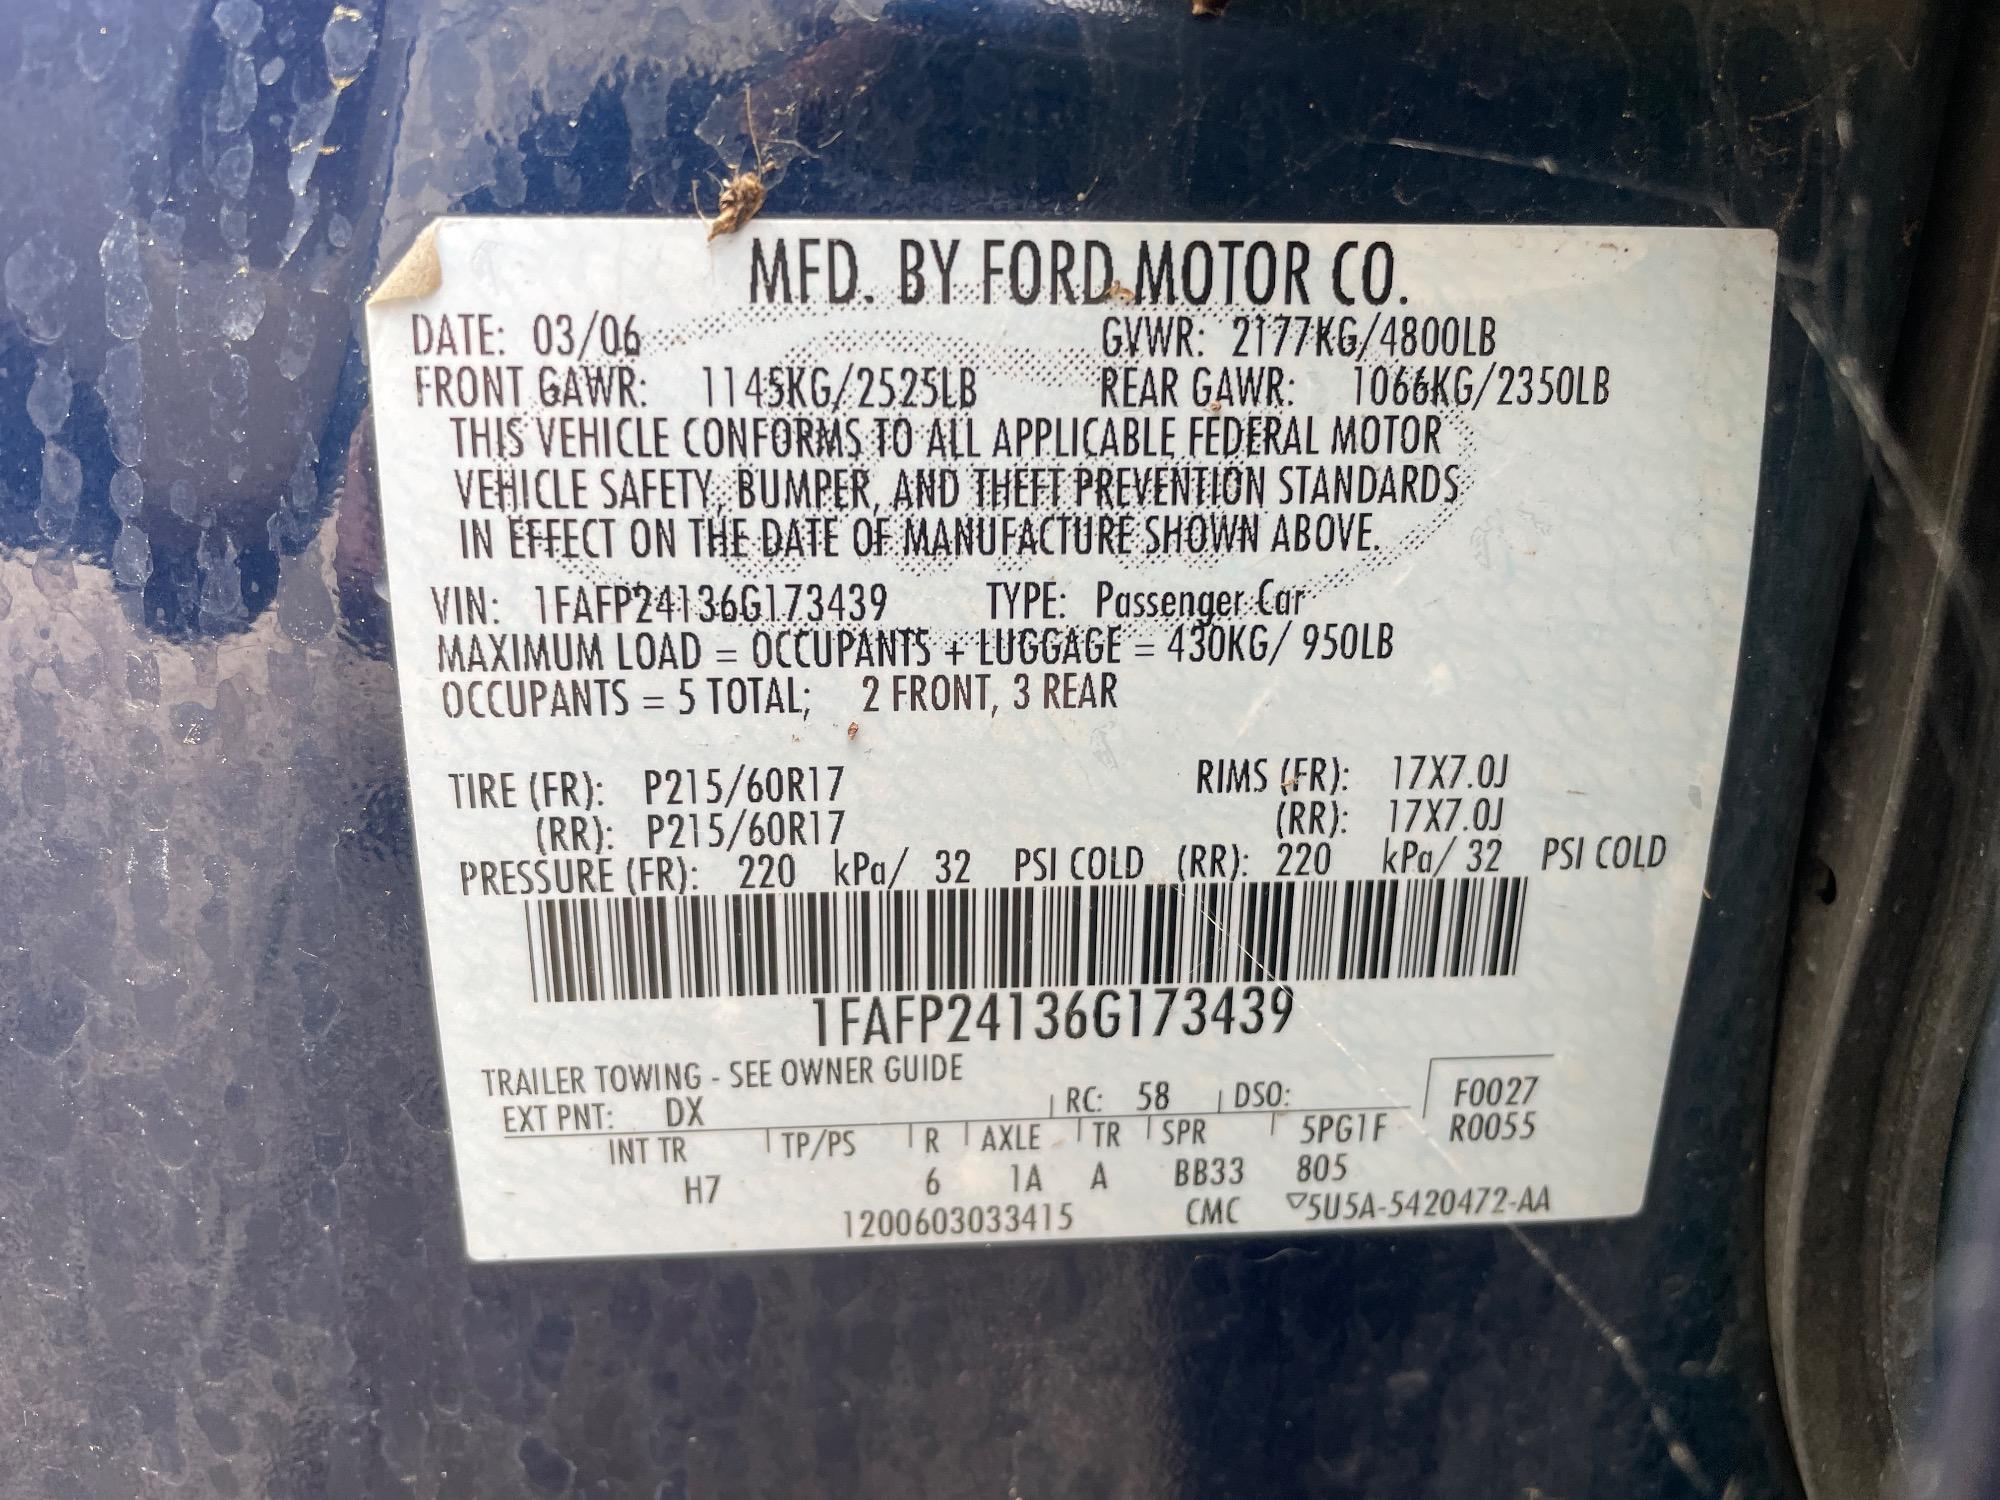 MFD. BY FORD MOTOR CO.
DATE: 03/06 GVWR: 2177KG/4800LB
FRONT GAWR: 1145KG/2525LB REAR GAWR: 1066KG/2350LB
THIS VEHICLE CONFORMS TO ALL APPLICABLE FEDERAL MOTOR
VEHICLE SAFETY, BUMPER, AND THEFT PREVENTION STANDARDS
IN EFFECT ON THE DATE OF MANUFACTURE SHOWN ABOVE.
VIN: 1FAFP24136G173439 TYPE: Passenger Car
MAXIMUM LOAD = OCCUPANTS + LUGGAGE = 430KG/ 950LB
OCCUPANTS = 5 TOTAL; 2 FRONT, 3 REAR
TIRE (FR): P215/60R17 RIMS (FR): 17X7.0J
(RR): P215/60R17 (RR): 17X7.0J
PRESSURE (FR): 220 kPa/ 32 PSI COLD (RR): 220 kPa/ 32 PSI COLD
1FAFP24136G173439
TRAILER TOWING - SEE OWNER GUIDE
EXT PNT: DX RC: 58 DSO: F0027
INT TR TP/PS R AXLE TR SPR 5PG1F R0055
H7 6 1A A BB33 805
1200603033415 CMC ▽5U5A-5420472-AA